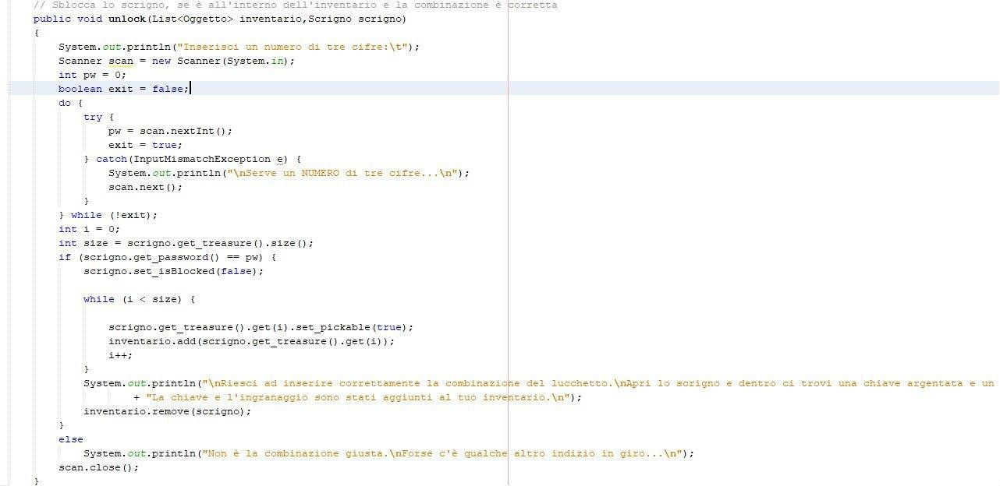 // Sblocca lo scrigno, se è all'interno dell'inventario e la combinazione è corretta
public void unlock(List<Oggetto> inventario,Scrigno scrigno)
{
System.out.println("Inserisci un numero di tre cifre:\t");
Scanner scan = new Scanner(System.in);
int pw = 0;
boolean exit = false;
do {
try {
pw = scan.nextInt();
exit = true;
} catch(InputMismatchException e) {
System.out.println("\nServe un NUMERO di tre cifre...\n");
scan.next();
}
} while (!exit);
int i = 0;
int size = scrigno.get_treasure().size();
if (scrigno.get_password() == pw) {
scrigno.set_isBlocked(false);
while (i < size) {
scrigno.get_treasure().get(i).set_pickable(true);
inventario.add(scrigno.get_treasure().get(i));
i++;
}
System.out.println("\nRiesci ad inserire correttamente la combinazione del lucchetto.\nApri lo scrigno e dentro ci trovi una chiave argentata e un
+ "La chiave e l'ingranaggio sono stati aggiunti al tuo inventario.\n");
inventario.remove(scrigno);
}
else
System.out.println("Non è la combinazione giusta.\nForse c'è qualche altro indizio in giro...\n");
scan.close();
}